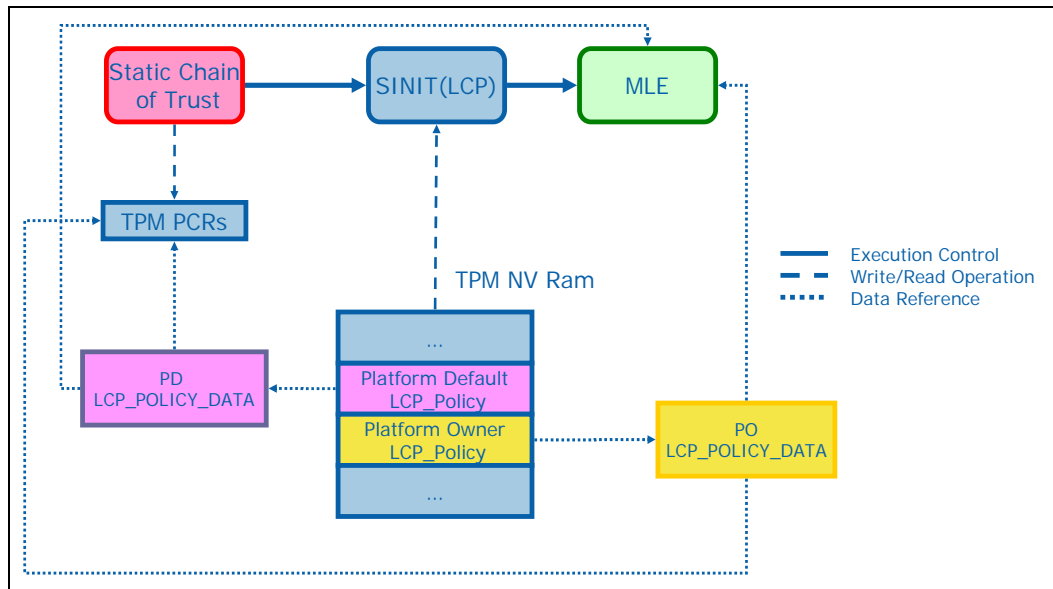 Static Chain
of Trust
SINIT(LCP)
MLE
TPM PCRs
TPM NV Ram
Execution Control
Write/Read Operation
Data Reference
...
PD
LCP_POLICY_DATA
Platform Default
LCP_Policy
Platform Owner
LCP_Policy
PO
LCP_POLICY_DATA
...